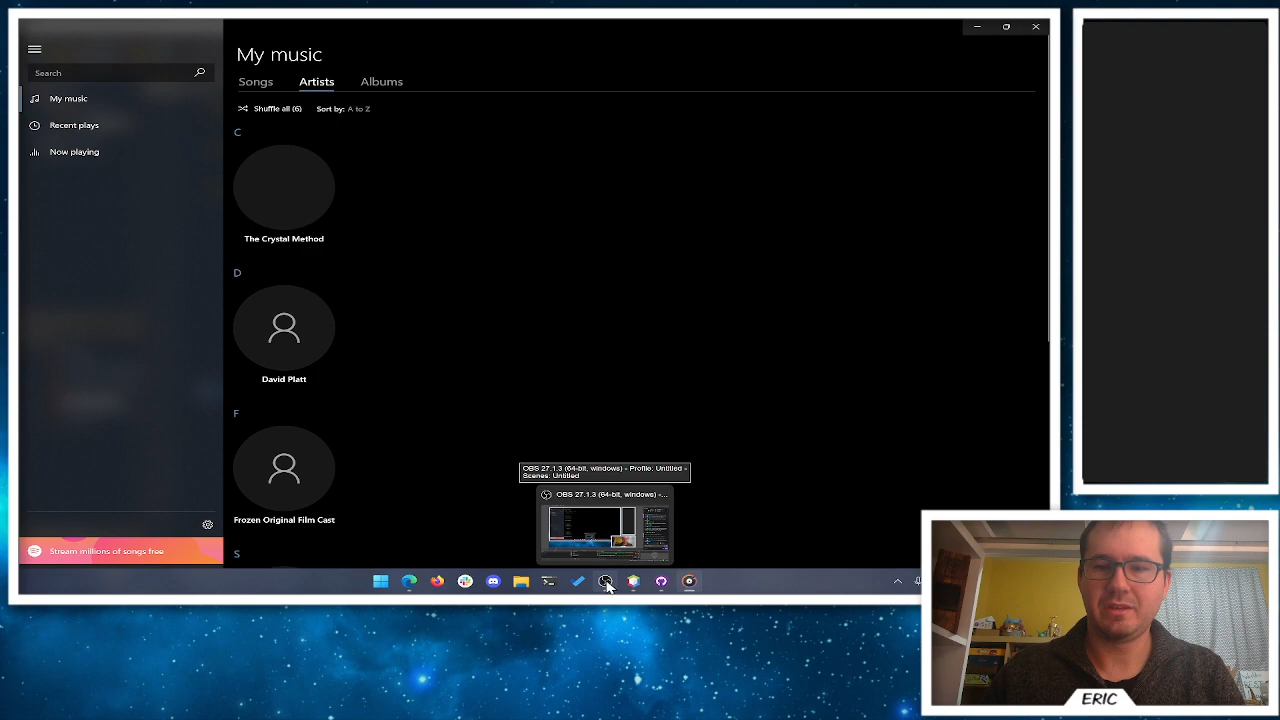 My music
Search
Songs Artists Albums
My music
Shuffle all (6) Sort by: A to Z
Recent plays
C
Now playing
The Crystal Method
D
David Platt
F
OBS 27.1.3 (64-bit, windows) - Profile: Untitled -
Scenes: Untitled
OBS 27.1.3 (64-bit, windows) -...
Frozen Original Film Cast
Stream millions of songs free
S
ERIC